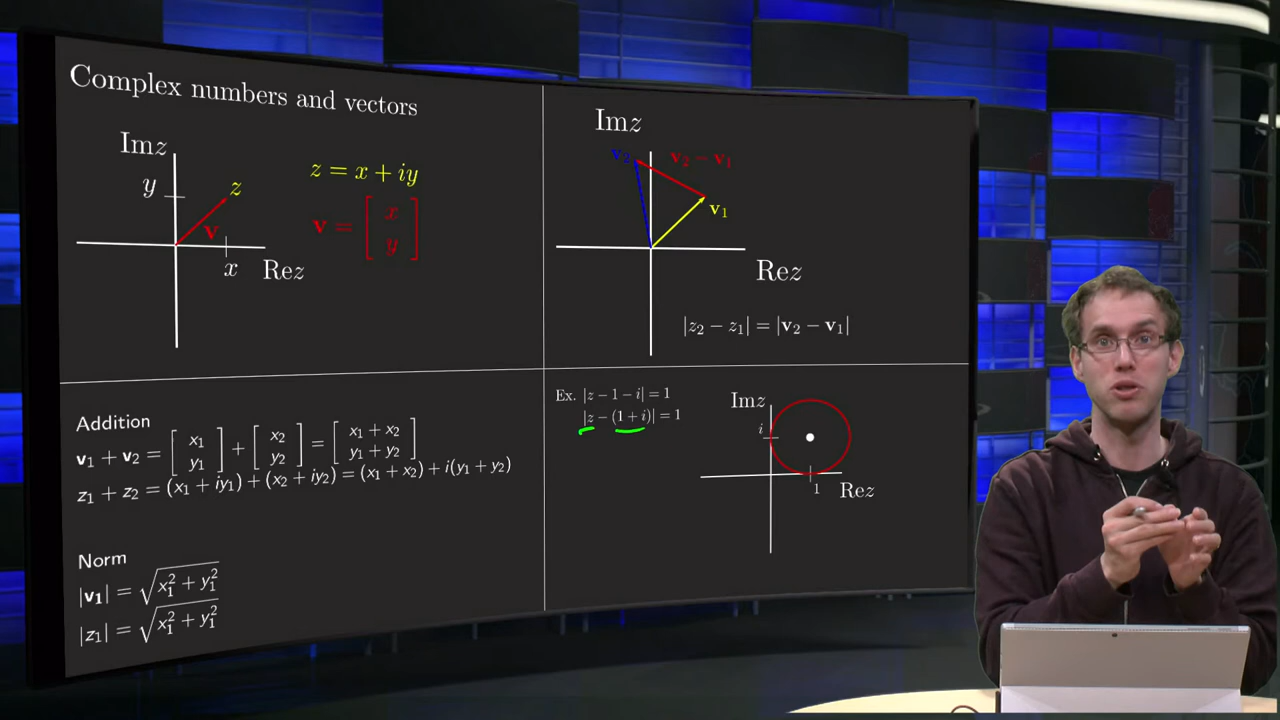 Complex numbers and vectors
Imz
y
z
v
x
Rez
z = x + iy
v = [ x y ]
Imz
v₂
v₂ − v₁
v₁
Rez
|z₂ − z₁| = |v₂ − v₁|
Addition
v₁ + v₂ = [ x₁ y₁ ] + [ x₂ y₂ ] = [ x₁ + x₂ y₁ + y₂ ]
z₁ + z₂ = (x₁ + iy₁) + (x₂ + iy₂) = (x₁ + x₂) + i(y₁ + y₂)
Norm
|v₁| = √(x₁² + y₁²)
|z₁| = √(x₁² + y₁²)
Ex. |z − 1 − i| = 1
|z − (1 + i)| = 1
Imz
i
1
Rez